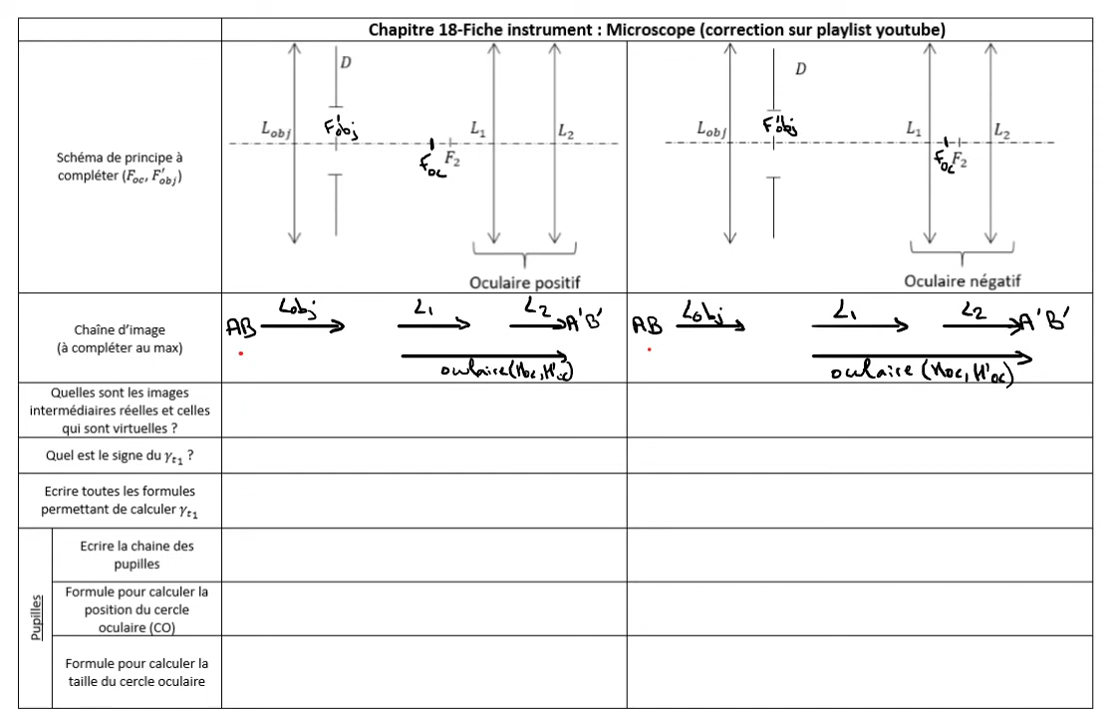 Chapitre 18-Fiche instrument : Microscope (correction sur playlist youtube)
Schéma de principe à
compléter (F_oc, F'_obj)
D
L_obj
F'obj
Foc
F_2
L_1
L_2
Oculaire positif
D
L_obj
F'obj
L_1
Foc
F_2
L_2
Oculaire négatif
Chaîne d'image
(à compléter au max)
AB Lobj L1 L2 A'B'
oculaire (Hoc, H'oc)
AB Lobj L1 L2 A'B'
oculaire (Hoc, H'oc)
Quelles sont les images
intermédiaires réelles et celles
qui sont virtuelles ?
Quel est le signe du γ_t1 ?
Ecrire toutes les formules
permettant de calculer γ_t1
Pupilles
Ecrire la chaine des
pupilles
Formule pour calculer la
position du cercle
oculaire (CO)
Formule pour calculer la
taille du cercle oculaire